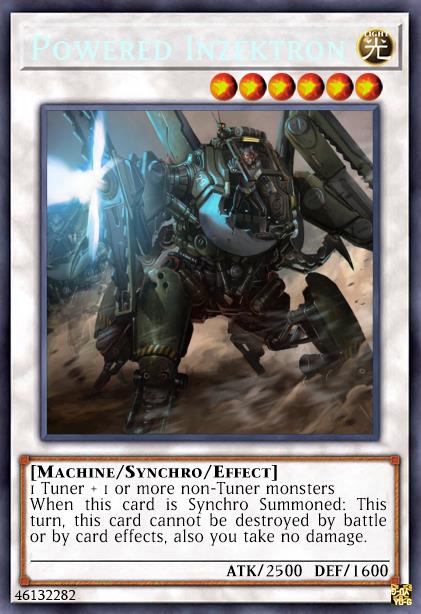 Powered Inzektron
LIGHT
光
[Machine/Synchro/Effect]
1 Tuner + 1 or more non-Tuner monsters
When this card is Synchro Summoned: This
turn, this card cannot be destroyed by battle
or by card effects, also you take no damage.
ATK/2500 DEF/1600
46132282